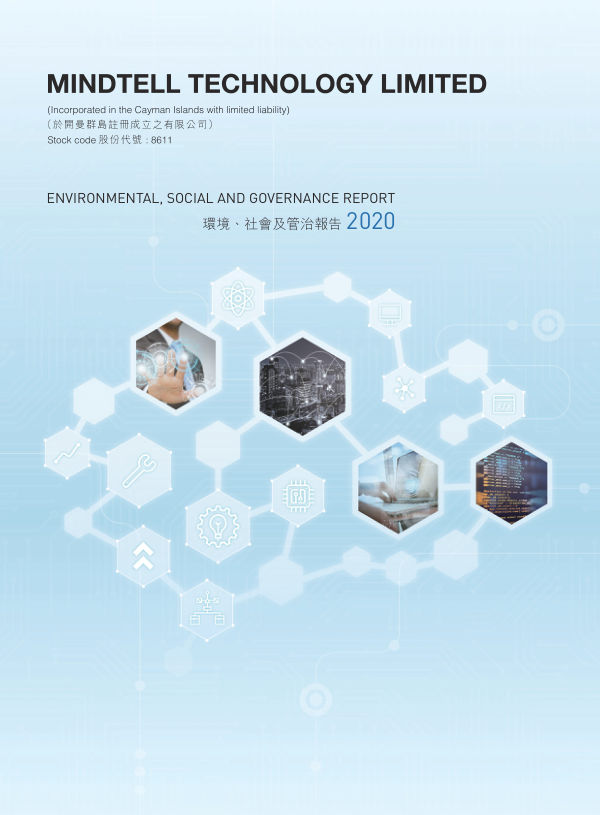 MINDTELL TECHNOLOGY LIMITED
(Incorporated in the Cayman Islands with limited liability)
(於開曼群島註冊成立之有限公司)
Stock code 股份代號 : 8611
ENVIRONMENTAL, SOCIAL AND GOVERNANCE REPORT
環境、社會及管治報告 2020